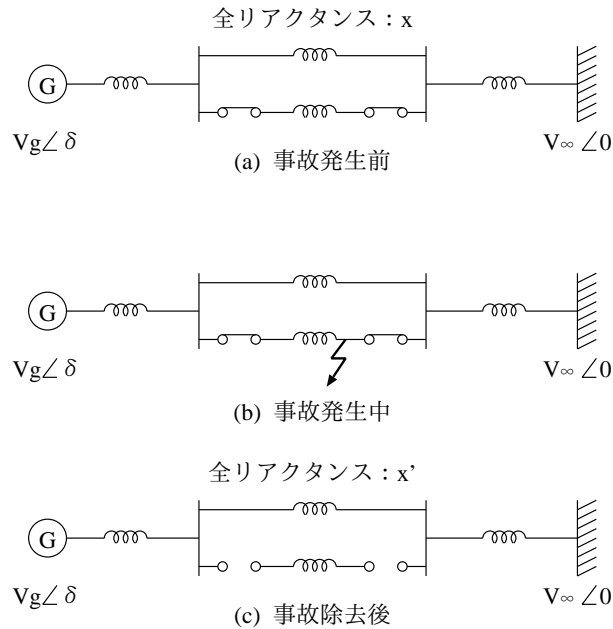 全リアクタンス：x
G
Vg∠δ
V∞ ∠0
(a) 事故発生前
G
Vg∠δ
V∞ ∠0
(b) 事故発生中
全リアクタンス：x’
G
Vg∠δ
V∞ ∠0
(c) 事故除去後